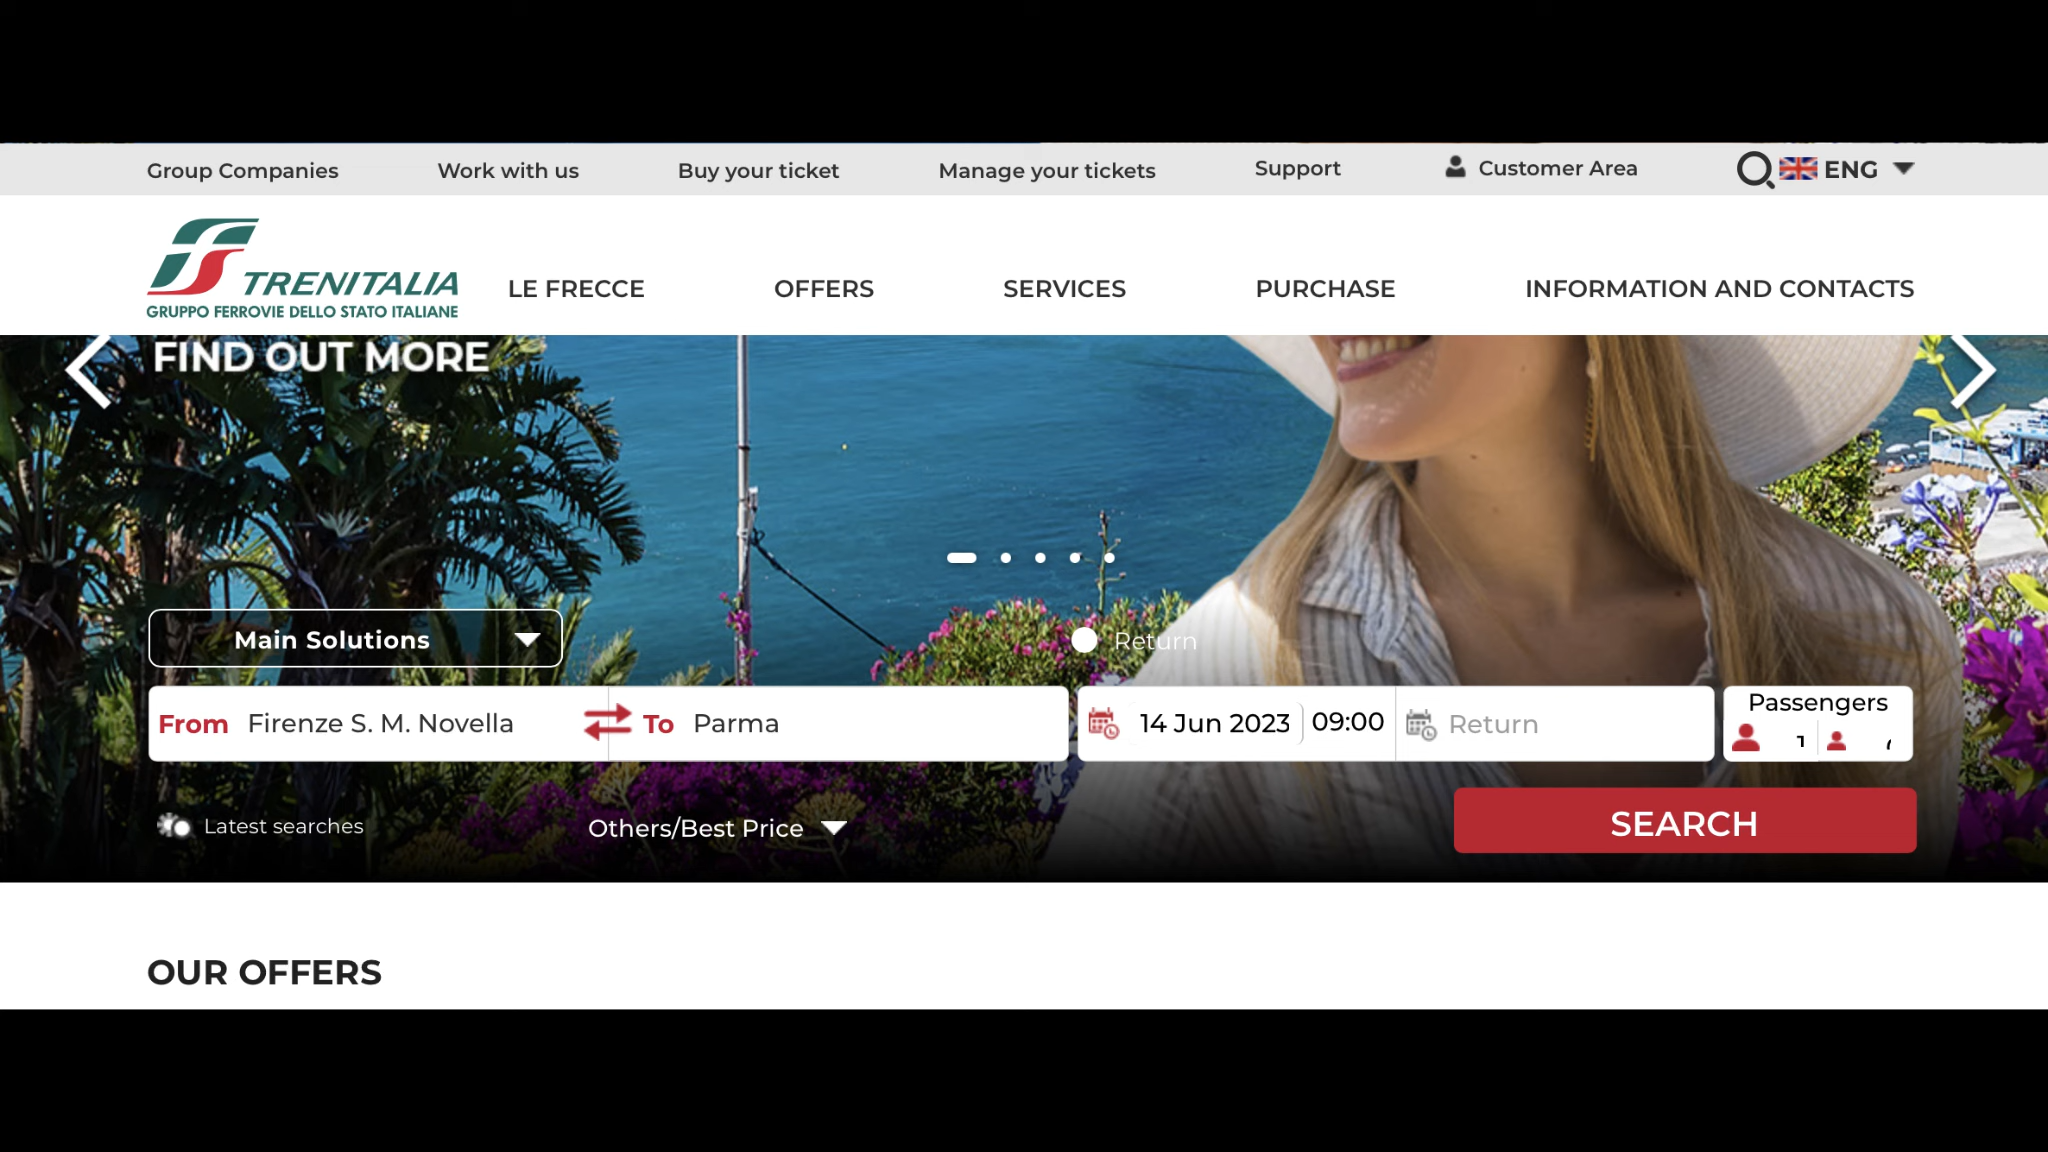 Group Companies
Work with us
Buy your ticket
Manage your tickets
Support
Customer Area
ENG
TRENITALIA
GRUPPO FERROVIE DELLO STATO ITALIANE
LE FRECCE
OFFERS
SERVICES
PURCHASE
INFORMATION AND CONTACTS
FIND OUT MORE
Main Solutions
Return
From Firenze S. M. Novella
To Parma
14 Jun 2023 09:00
Return
Passengers
1
Latest searches
Others/Best Price
SEARCH
OUR OFFERS